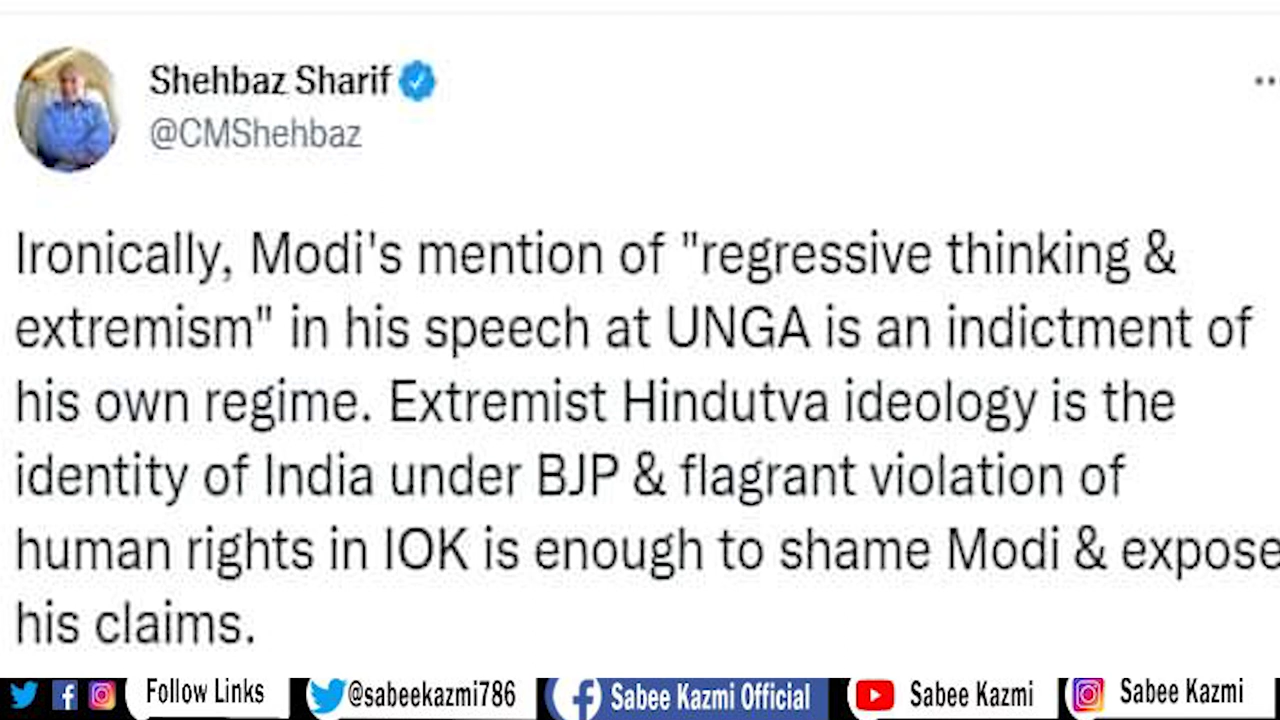 Shehbaz Sharif
@CMShehbaz
Ironically, Modi's mention of "regressive thinking &
extremism" in his speech at UNGA is an indictment of
his own regime. Extremist Hindutva ideology is the
identity of India under BJP & flagrant violation of
human rights in IOK is enough to shame Modi & expose
his claims.
Follow Links @sabeekazmi786 Sabee Kazmi Official Sabee Kazmi Sabee Kazmi